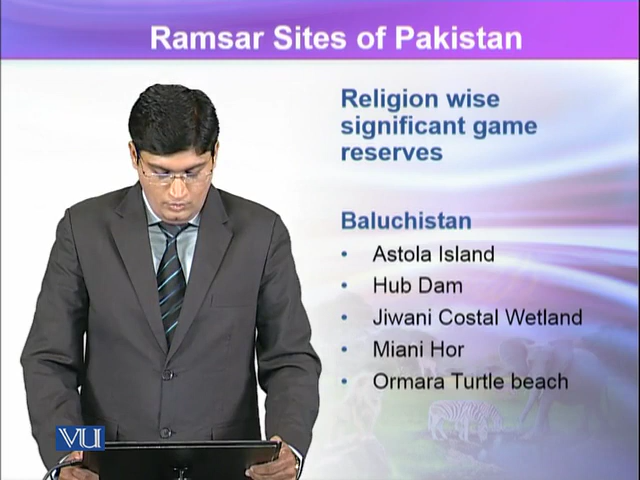 Ramsar Sites of Pakistan
Religion wise
significant game
reserves
Baluchistan
• Astola Island
• Hub Dam
• Jiwani Costal Wetland
• Miani Hor
• Ormara Turtle beach
VU